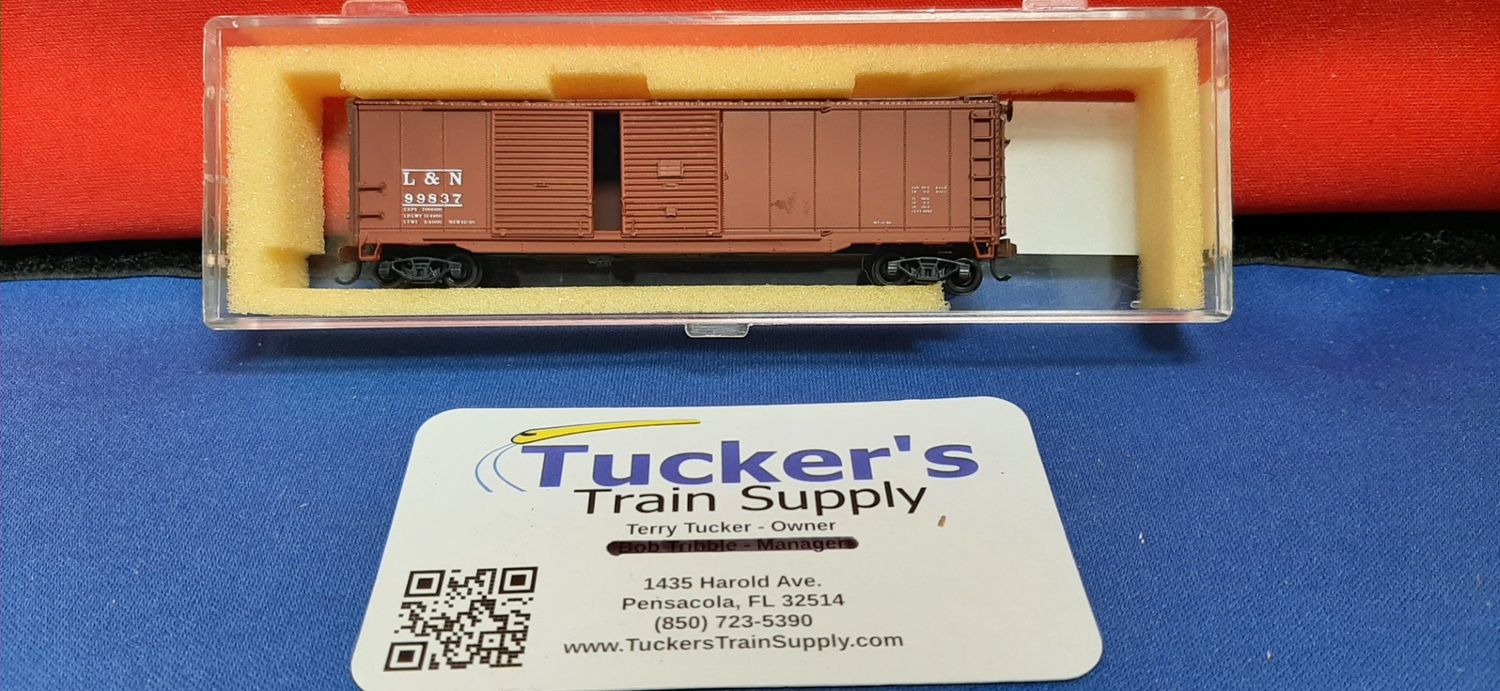 L & N
99837
Tucker's
Train Supply
Terry Tucker - Owner
Bob Tribble - Manager
1435 Harold Ave.
Pensacola, FL 32514
(850) 723-5390
www.TuckersTrainSupply.com